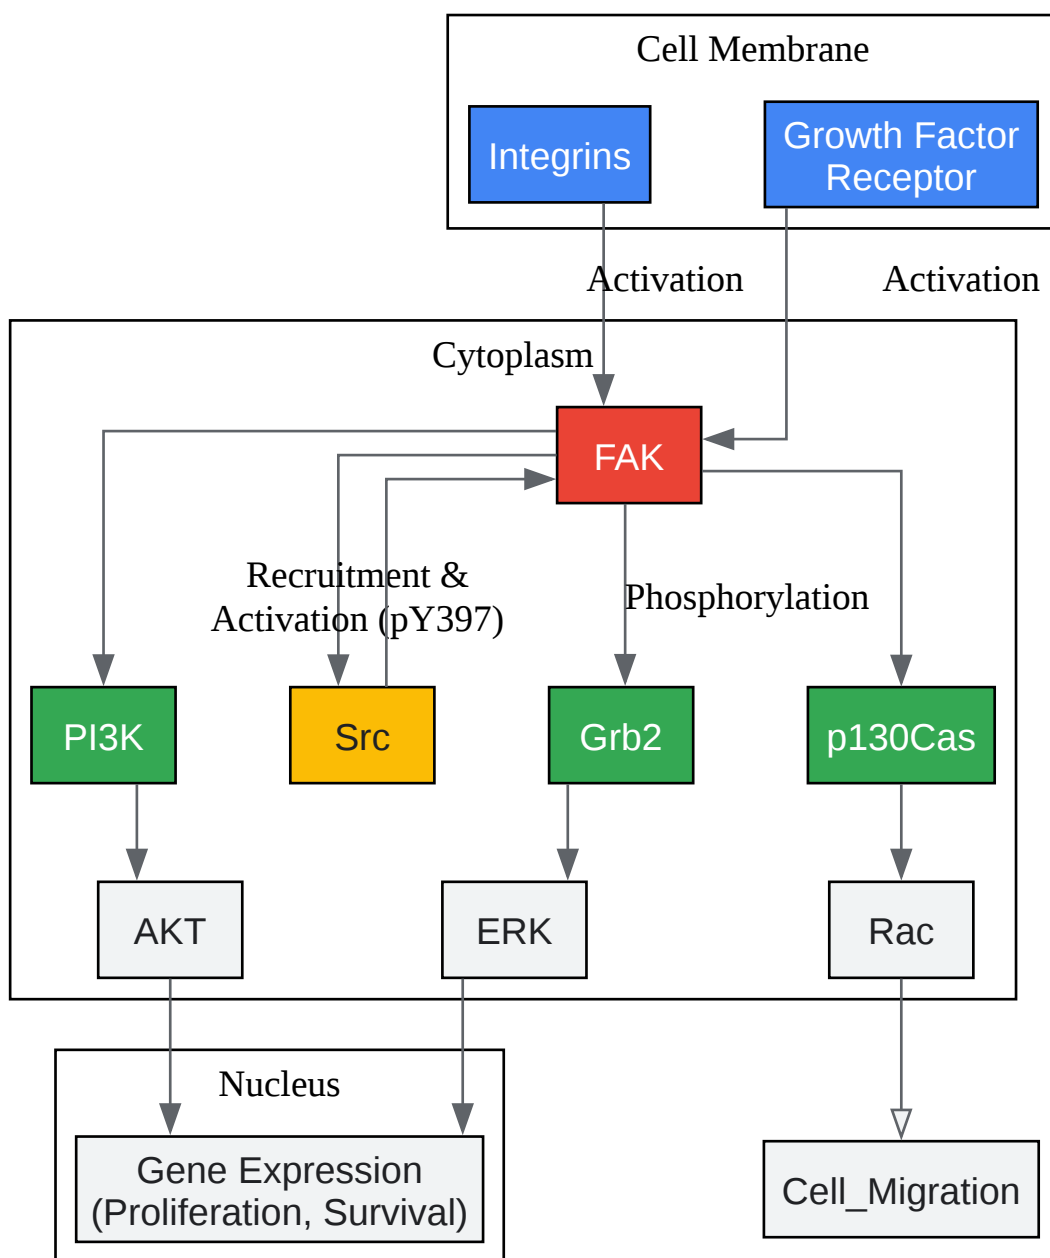 Cell Membrane
Integrins
Growth Factor
Receptor
Activation
Activation
Cytoplasm
FAK
Recruitment &
Activation (pY397)
Phosphorylation
PI3K
Src
Grb2
p130Cas
AKT
ERK
Rac
Nucleus
Gene Expression
(Proliferation, Survival)
Cell_Migration